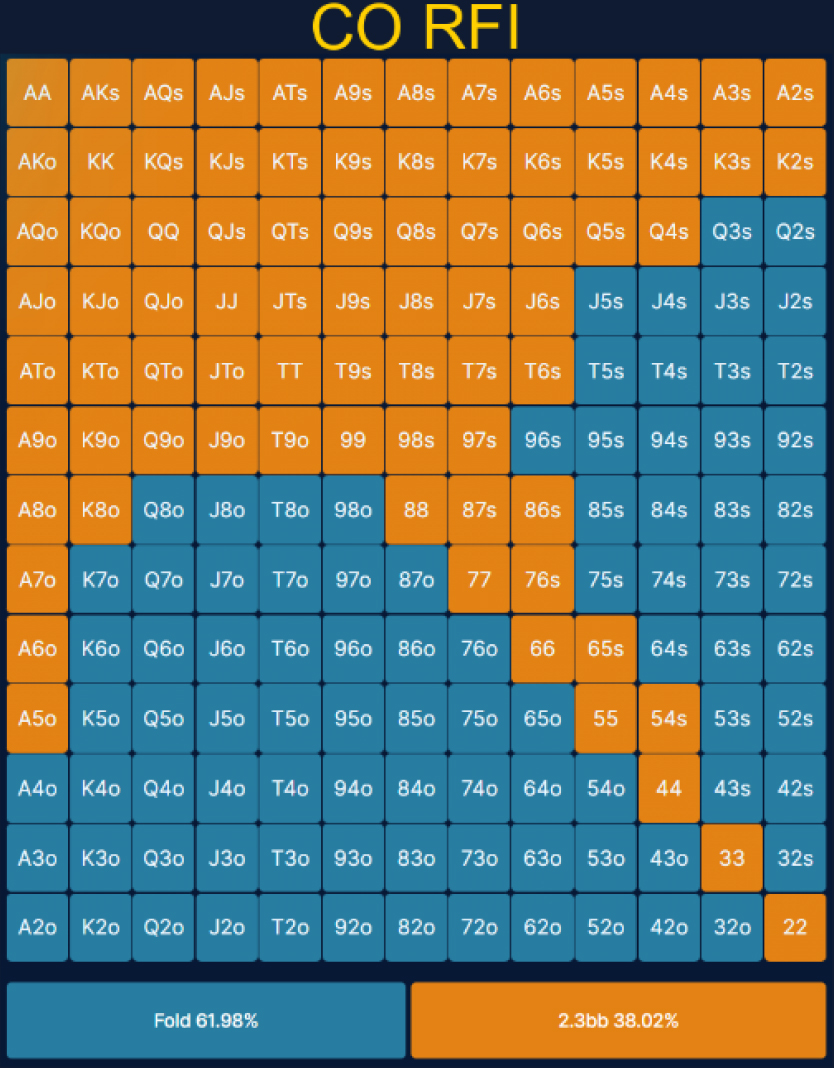 CO RFI
AA AKs AQs AJs ATs A9s A8s A7s A6s A5s A4s A3s A2s
AKo KK KQs KJs KTs K9s K8s K7s K6s K5s K4s K3s K2s
AQo KQo QQ QJs QTs Q9s Q8s Q7s Q6s Q5s Q4s Q3s Q2s
AJo KJo QJo JJ JTs J9s J8s J7s J6s J5s J4s J3s J2s
ATo KTo QTo JTo TT T9s T8s T7s T6s T5s T4s T3s T2s
A9o K9o Q9o J9o T9o 99 98s 97s 96s 95s 94s 93s 92s
A8o K8o Q8o J8o T8o 98o 88 87s 86s 85s 84s 83s 82s
A7o K7o Q7o J7o T7o 97o 87o 77 76s 75s 74s 73s 72s
A6o K6o Q6o J6o T6o 96o 86o 76o 66 65s 64s 63s 62s
A5o K5o Q5o J5o T5o 95o 85o 75o 65o 55 54s 53s 52s
A4o K4o Q4o J4o T4o 94o 84o 74o 64o 54o 44 43s 42s
A3o K3o Q3o J3o T3o 93o 83o 73o 63o 53o 43o 33 32s
A2o K2o Q2o J2o T2o 92o 82o 72o 62o 52o 42o 32o 22
Fold 61.98% 2.3bb 38.02%